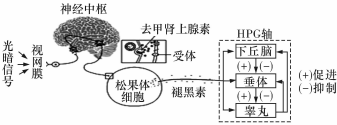 神经中枢
去甲肾上腺素
受体
光暗信号
视网膜
松果体
细胞
褪黑素
HPG轴
下丘脑
(+) (−)
垂体
(+) (−)
睾丸
(+)促进
(−)抑制